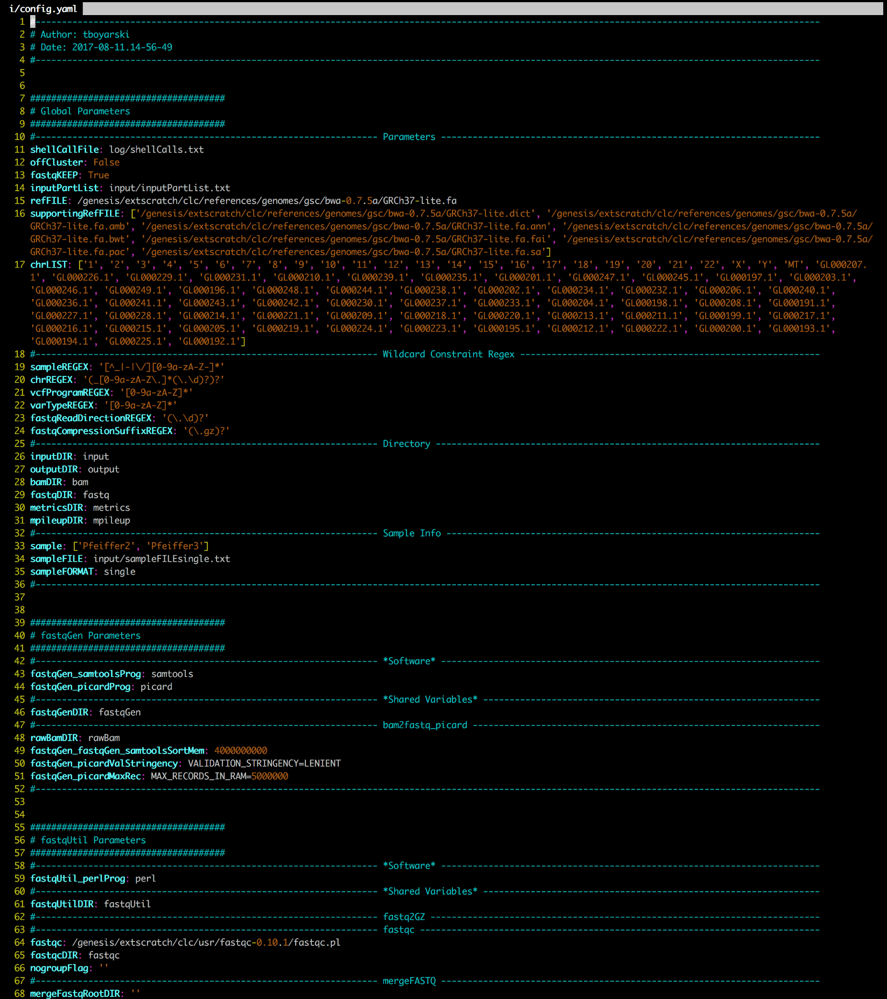 i/config.yaml
1 #-----------------------------------------------------------------------------------------------------------------------------------------------------
2 # Author: tboyarski
3 # Date: 2017-08-11.14-56-49
4 #-----------------------------------------------------------------------------------------------------------------------------------------------------
5
6
7 #####################################
8 # Global Parameters
9 #####################################
10 #----------------------------------------------------------------- Parameters ------------------------------------------------------------------------
11 shellCallFile: log/shellCalls.txt
12 offCluster: False
13 fastqKEEP: True
14 inputPartList: input/inputPartList.txt
15 refFILE: /genesis/extscratch/clc/references/genomes/gsc/bwa-0.7.5a/GRCh37-lite.fa
16 supportingRefFILE: ['/genesis/extscratch/clc/references/genomes/gsc/bwa-0.7.5a/GRCh37-lite.dict', '/genesis/extscratch/clc/references/genomes/gsc/bwa-0.7.5a/
GRCh37-lite.fa.amb', '/genesis/extscratch/clc/references/genomes/gsc/bwa-0.7.5a/GRCh37-lite.fa.ann', '/genesis/extscratch/clc/references/genomes/gsc/bwa-0.7.5a/
GRCh37-lite.fa.bwt', '/genesis/extscratch/clc/references/genomes/gsc/bwa-0.7.5a/GRCh37-lite.fa.fai', '/genesis/extscratch/clc/references/genomes/gsc/bwa-0.7.5a/
GRCh37-lite.fa.pac', '/genesis/extscratch/clc/references/genomes/gsc/bwa-0.7.5a/GRCh37-lite.fa.sa']
17 chrLIST: ['1', '2', '3', '4', '5', '6', '7', '8', '9', '10', '11', '12', '13', '14', '15', '16', '17', '18', '19', '20', '21', '22', 'X', 'Y', 'MT', 'GL000207.
1', 'GL000226.1', 'GL000229.1', 'GL000231.1', 'GL000210.1', 'GL000239.1', 'GL000235.1', 'GL000201.1', 'GL000247.1', 'GL000245.1', 'GL000197.1', 'GL000203.1',
'GL000246.1', 'GL000249.1', 'GL000196.1', 'GL000248.1', 'GL000244.1', 'GL000238.1', 'GL000202.1', 'GL000234.1', 'GL000232.1', 'GL000206.1', 'GL000240.1',
'GL000236.1', 'GL000241.1', 'GL000243.1', 'GL000242.1', 'GL000230.1', 'GL000237.1', 'GL000233.1', 'GL000204.1', 'GL000198.1', 'GL000208.1', 'GL000191.1',
'GL000227.1', 'GL000228.1', 'GL000214.1', 'GL000221.1', 'GL000209.1', 'GL000218.1', 'GL000220.1', 'GL000213.1', 'GL000211.1', 'GL000199.1', 'GL000217.1',
'GL000216.1', 'GL000215.1', 'GL000205.1', 'GL000219.1', 'GL000224.1', 'GL000223.1', 'GL000195.1', 'GL000212.1', 'GL000222.1', 'GL000200.1', 'GL000193.1',
'GL000194.1', 'GL000225.1', 'GL000192.1']
18 #----------------------------------------------------------------- Wildcard Constraint Regex ---------------------------------------------------------
19 sampleREGEX: '[^_|-|\/][0-9a-zA-Z-]*'
20 chrREGEX: '(_[0-9a-zA-Z\.]*(\.\d)?)?'
21 vcfProgramREGEX: '[0-9a-zA-Z]*'
22 varTypeREGEX: '[0-9a-zA-Z]*'
23 fastqReadDirectionREGEX: '(\.\d)?'
24 fastqCompressionSuffixREGEX: '(\.gz)?'
25 #----------------------------------------------------------------- Directory -------------------------------------------------------------------------
26 inputDIR: input
27 outputDIR: output
28 bamDIR: bam
29 fastqDIR: fastq
30 metricsDIR: metrics
31 mpileupDIR: mpileup
32 #----------------------------------------------------------------- Sample Info -----------------------------------------------------------------------
33 sample: ['Pfeiffer2', 'Pfeiffer3']
34 sampleFILE: input/sampleFILEsingle.txt
35 sampleFORMAT: single
36 #-----------------------------------------------------------------------------------------------------------------------------------------------------
37
38
39 #####################################
40 # fastqGen Parameters
41 #####################################
42 #----------------------------------------------------------------- *Software* ------------------------------------------------------------------------
43 fastqGen_samtoolsProg: samtools
44 fastqGen_picardProg: picard
45 #----------------------------------------------------------------- *Shared Variables* ----------------------------------------------------------------
46 fastqGenDIR: fastqGen
47 #----------------------------------------------------------------- bam2fastq_picard ------------------------------------------------------------------
48 rawBamDIR: rawBam
49 fastqGen_fastqGen_samtoolsSortMem: 4000000000
50 fastqGen_picardValStringency: VALIDATION_STRINGENCY=LENIENT
51 fastqGen_picardMaxRec: MAX_RECORDS_IN_RAM=5000000
52 #-----------------------------------------------------------------------------------------------------------------------------------------------------
53
54
55 #####################################
56 # fastqUtil Parameters
57 #####################################
58 #----------------------------------------------------------------- *Software* ------------------------------------------------------------------------
59 fastqUtil_perlProg: perl
60 #----------------------------------------------------------------- *Shared Variables* ----------------------------------------------------------------
61 fastqUtilDIR: fastqUtil
62 #----------------------------------------------------------------- fastq2GZ --------------------------------------------------------------------------
63 #----------------------------------------------------------------- fastqc ----------------------------------------------------------------------------
64 fastqc: /genesis/extscratch/clc/usr/fastqc-0.10.1/fastqc.pl
65 fastqcDIR: fastqc
66 nogroupFlag: ''
67 #----------------------------------------------------------------- mergeFASTQ ------------------------------------------------------------------------
68 mergeFastqRootDIR: ''